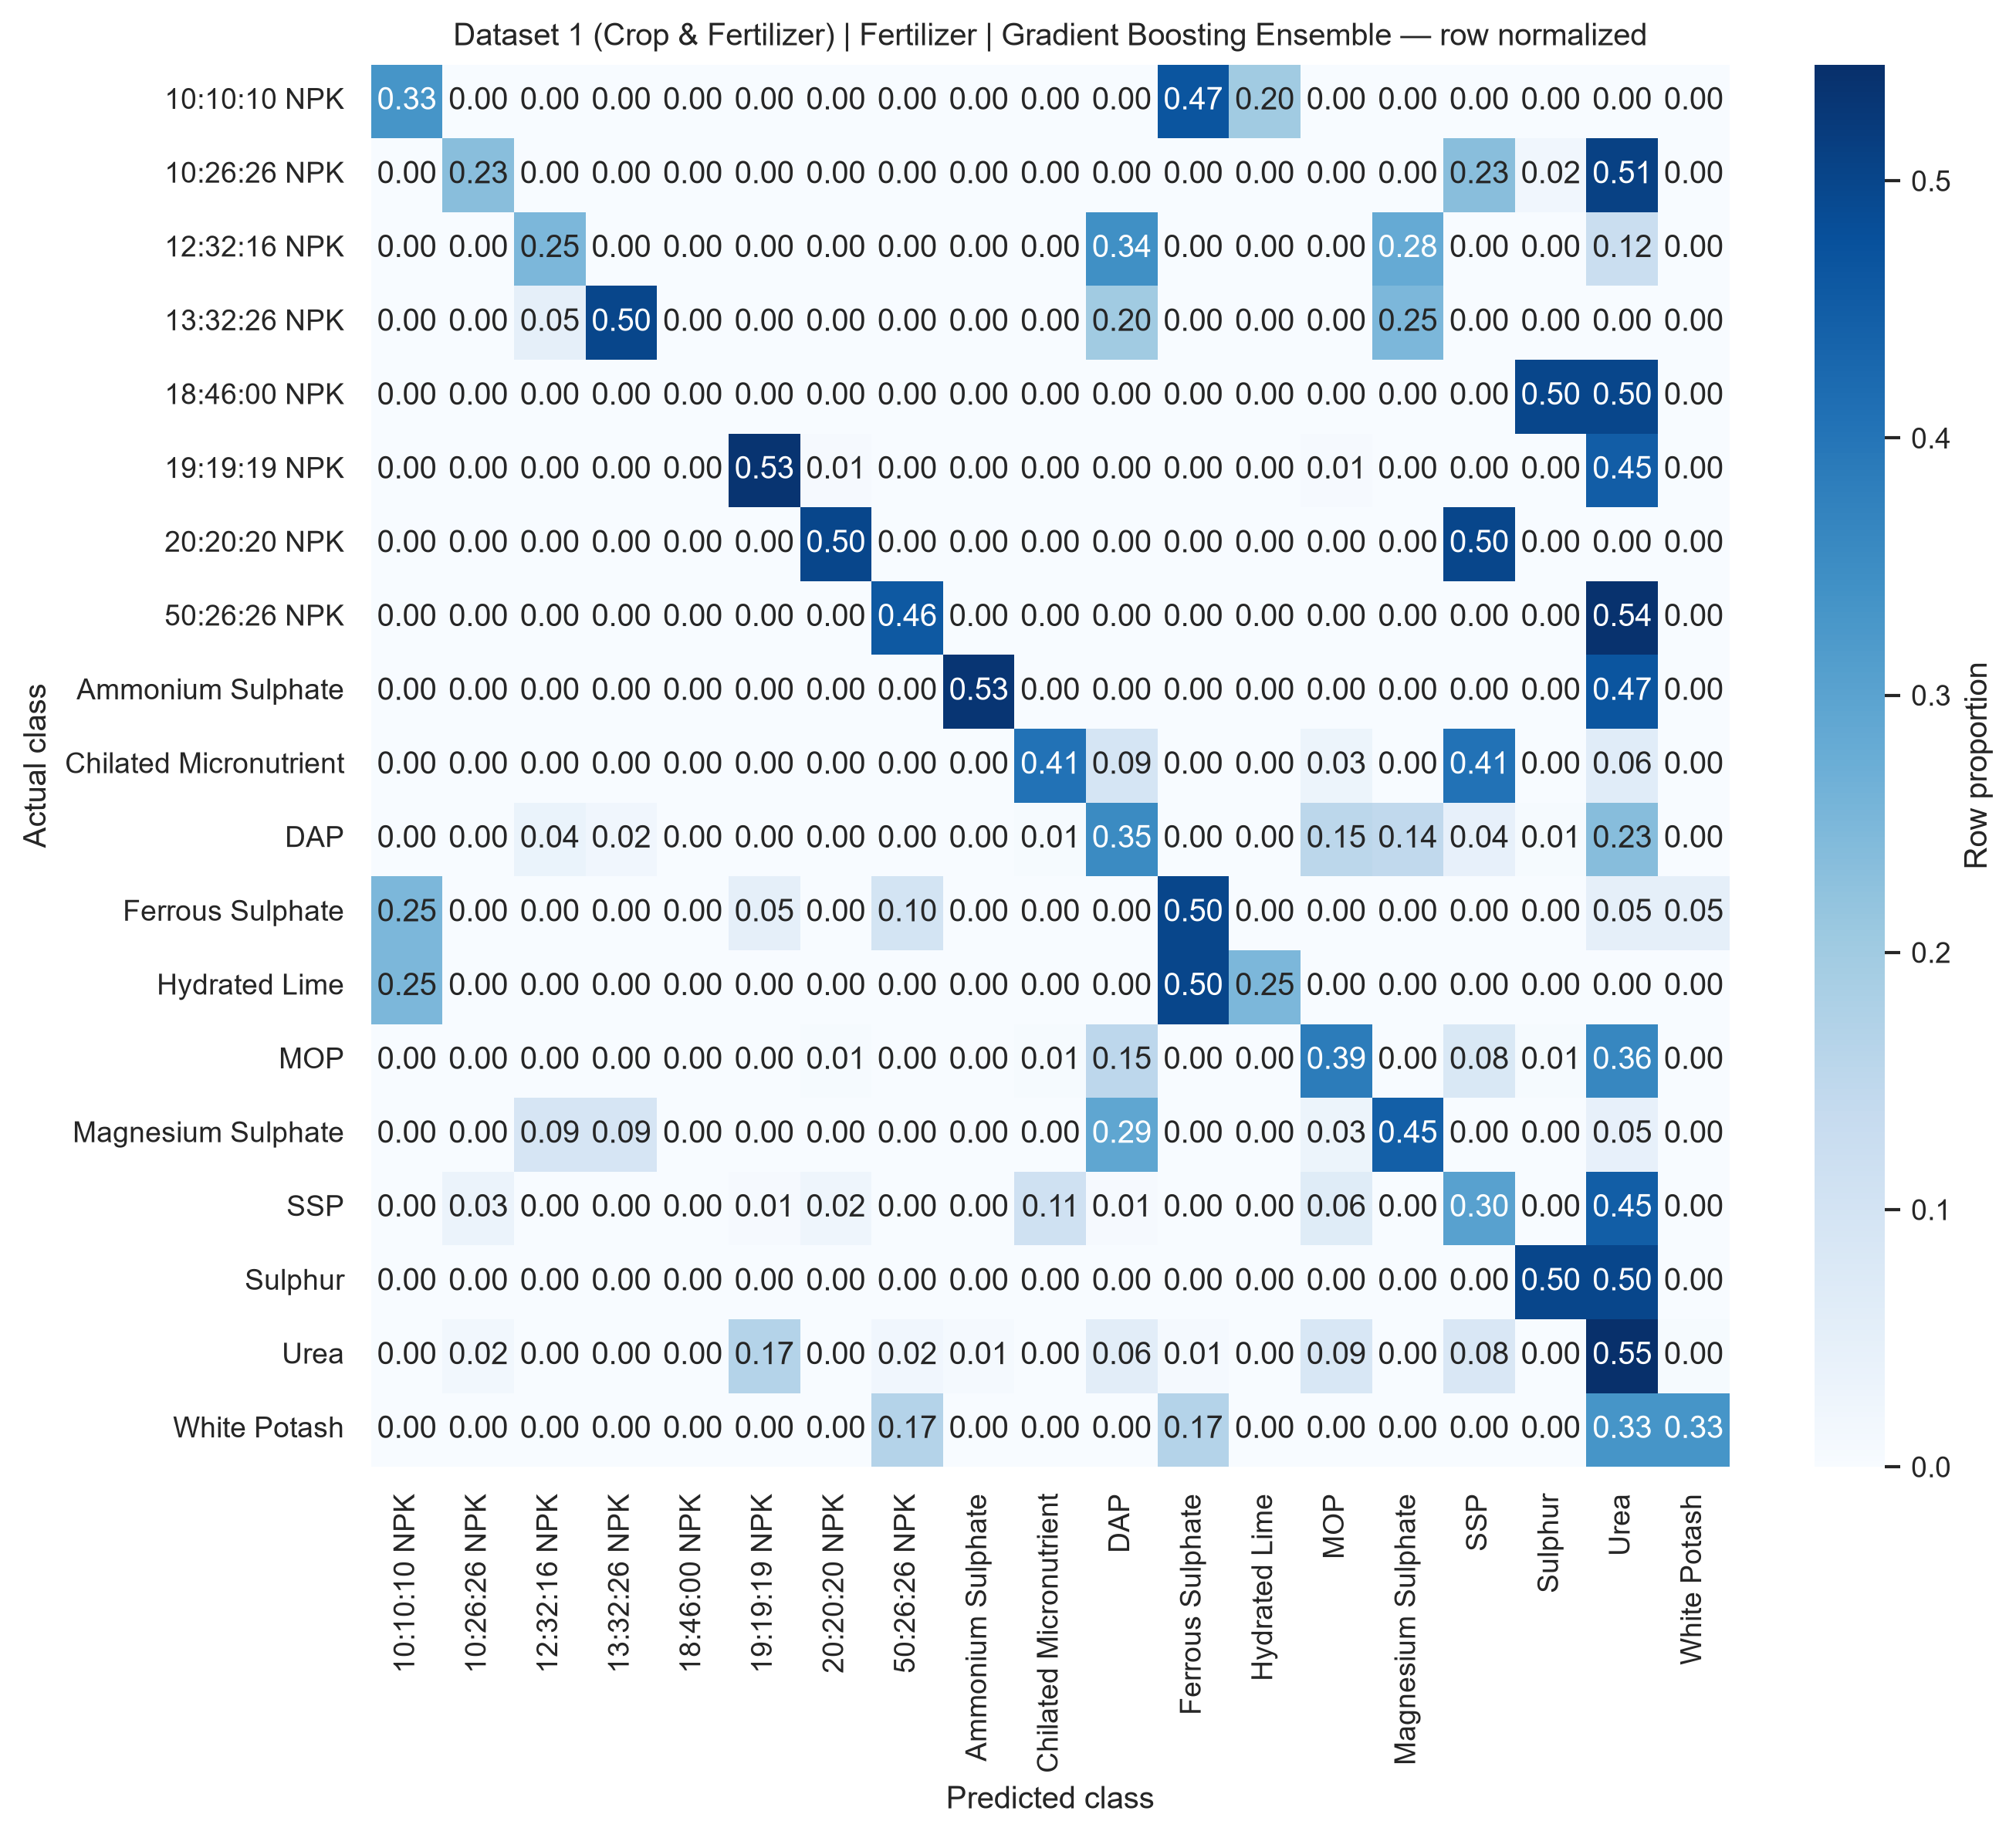 Dataset 1 (Crop & Fertilizer) | Fertilizer | Gradient Boosting Ensemble — row normalized
Actual class
10:10:10 NPK 0.33 0.00 0.00 0.00 0.00 0.00 0.00 0.00 0.00 0.00 0.00 0.47 0.20 0.00 0.00 0.00 0.00 0.00 0.00
10:26:26 NPK 0.00 0.23 0.00 0.00 0.00 0.00 0.00 0.00 0.00 0.00 0.00 0.00 0.00 0.00 0.00 0.23 0.02 0.51 0.00
12:32:16 NPK 0.00 0.00 0.25 0.00 0.00 0.00 0.00 0.00 0.00 0.00 0.34 0.00 0.00 0.00 0.28 0.00 0.00 0.12 0.00
13:32:26 NPK 0.00 0.00 0.05 0.50 0.00 0.00 0.00 0.00 0.00 0.00 0.20 0.00 0.00 0.00 0.25 0.00 0.00 0.00 0.00
18:46:00 NPK 0.00 0.00 0.00 0.00 0.00 0.00 0.00 0.00 0.00 0.00 0.00 0.00 0.00 0.00 0.00 0.00 0.50 0.50 0.00
19:19:19 NPK 0.00 0.00 0.00 0.00 0.00 0.53 0.01 0.00 0.00 0.00 0.00 0.00 0.00 0.01 0.00 0.00 0.00 0.45 0.00
20:20:20 NPK 0.00 0.00 0.00 0.00 0.00 0.00 0.50 0.00 0.00 0.00 0.00 0.00 0.00 0.00 0.00 0.50 0.00 0.00 0.00
50:26:26 NPK 0.00 0.00 0.00 0.00 0.00 0.00 0.00 0.46 0.00 0.00 0.00 0.00 0.00 0.00 0.00 0.00 0.00 0.54 0.00
Ammonium Sulphate 0.00 0.00 0.00 0.00 0.00 0.00 0.00 0.00 0.53 0.00 0.00 0.00 0.00 0.00 0.00 0.00 0.00 0.47 0.00
Chilated Micronutrient 0.00 0.00 0.00 0.00 0.00 0.00 0.00 0.00 0.00 0.41 0.09 0.00 0.00 0.03 0.00 0.41 0.00 0.06 0.00
DAP 0.00 0.00 0.04 0.02 0.00 0.00 0.00 0.00 0.00 0.01 0.35 0.00 0.00 0.15 0.14 0.04 0.01 0.23 0.00
Ferrous Sulphate 0.25 0.00 0.00 0.00 0.00 0.05 0.00 0.10 0.00 0.00 0.00 0.50 0.00 0.00 0.00 0.00 0.00 0.05 0.05
Hydrated Lime 0.25 0.00 0.00 0.00 0.00 0.00 0.00 0.00 0.00 0.00 0.00 0.50 0.25 0.00 0.00 0.00 0.00 0.00 0.00
MOP 0.00 0.00 0.00 0.00 0.00 0.00 0.01 0.00 0.00 0.01 0.15 0.00 0.00 0.39 0.00 0.08 0.01 0.36 0.00
Magnesium Sulphate 0.00 0.00 0.09 0.09 0.00 0.00 0.00 0.00 0.00 0.00 0.29 0.00 0.00 0.03 0.45 0.00 0.00 0.05 0.00
SSP 0.00 0.03 0.00 0.00 0.00 0.01 0.02 0.00 0.00 0.11 0.01 0.00 0.00 0.06 0.00 0.30 0.00 0.45 0.00
Sulphur 0.00 0.00 0.00 0.00 0.00 0.00 0.00 0.00 0.00 0.00 0.00 0.00 0.00 0.00 0.00 0.00 0.50 0.50 0.00
Urea 0.00 0.02 0.00 0.00 0.00 0.17 0.00 0.02 0.01 0.00 0.06 0.01 0.00 0.09 0.00 0.08 0.00 0.55 0.00
White Potash 0.00 0.00 0.00 0.00 0.00 0.00 0.00 0.17 0.00 0.00 0.00 0.17 0.00 0.00 0.00 0.00 0.00 0.33 0.33
10:10:10 NPK
10:26:26 NPK
12:32:16 NPK
13:32:26 NPK
18:46:00 NPK
19:19:19 NPK
20:20:20 NPK
50:26:26 NPK
Ammonium Sulphate
Chilated Micronutrient
DAP
Ferrous Sulphate
Hydrated Lime
MOP
Magnesium Sulphate
SSP
Sulphur
Urea
White Potash
Predicted class
0.5
0.4
0.3
0.2
0.1
0.0
Row proportion